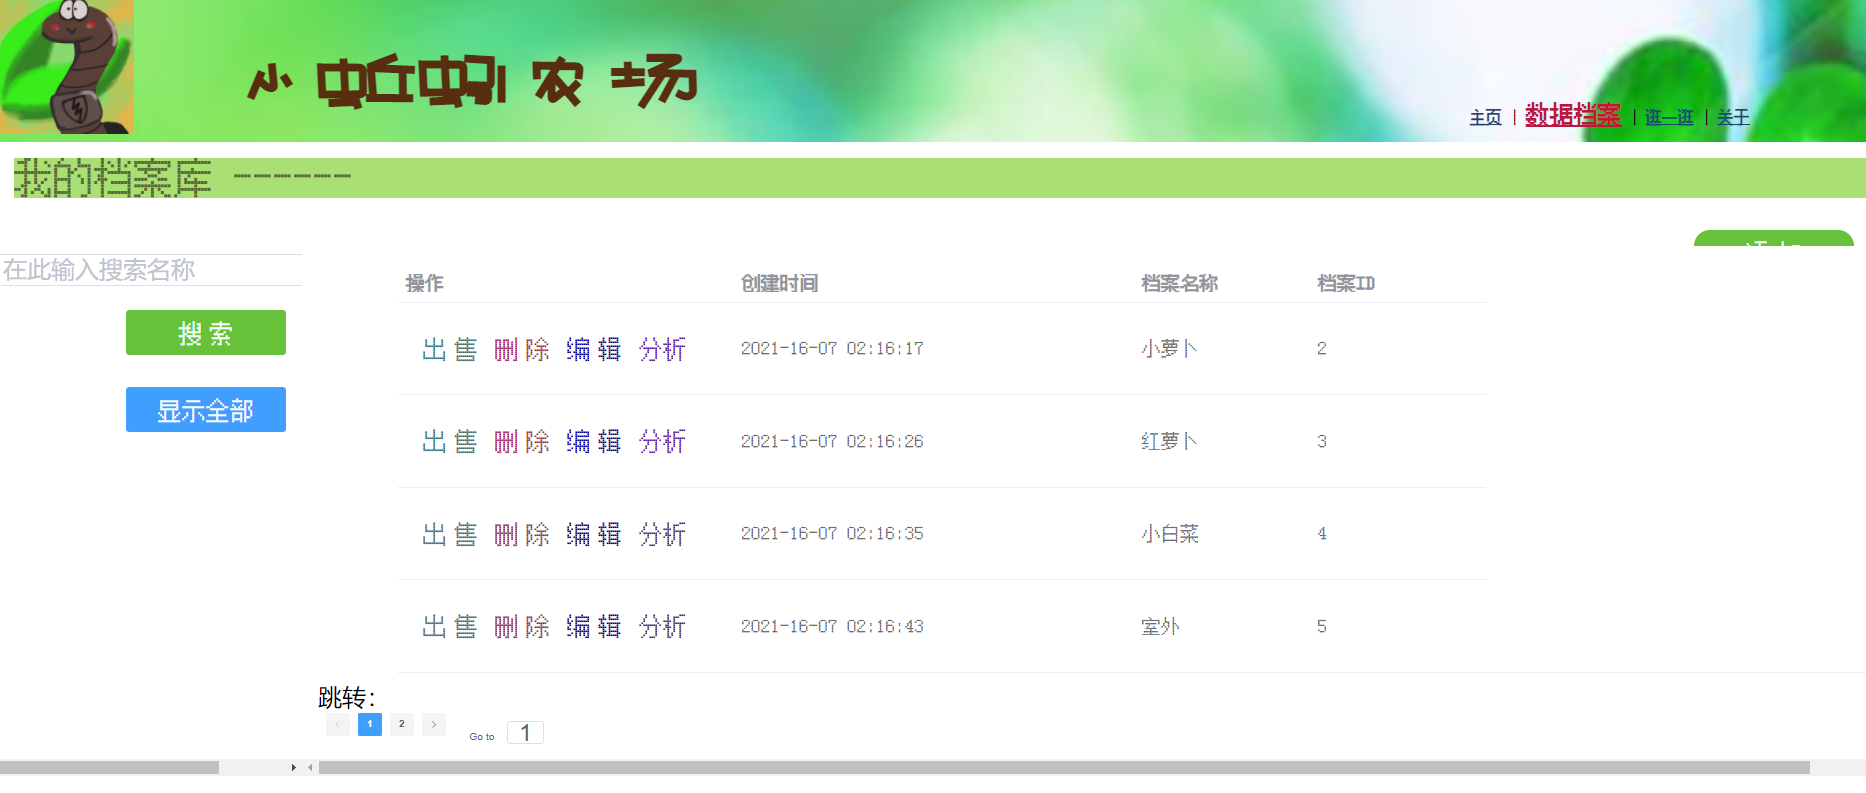 小 蚯蚓 农 场
主页 | 数据档案 | 逛一逛 | 关于
我的档案库 ------
在此输入搜索名称
搜 索
显示全部
操作 创建时间 档案名称 档案ID
出 售 删 除 编 辑 分析 2021-16-07 02:16:17 小萝卜 2
出 售 删 除 编 辑 分析 2021-16-07 02:16:26 红萝卜 3
出 售 删 除 编 辑 分析 2021-16-07 02:16:35 小白菜 4
出 售 删 除 编 辑 分析 2021-16-07 02:16:43 室外 5
跳转:
1 2 Go to 1